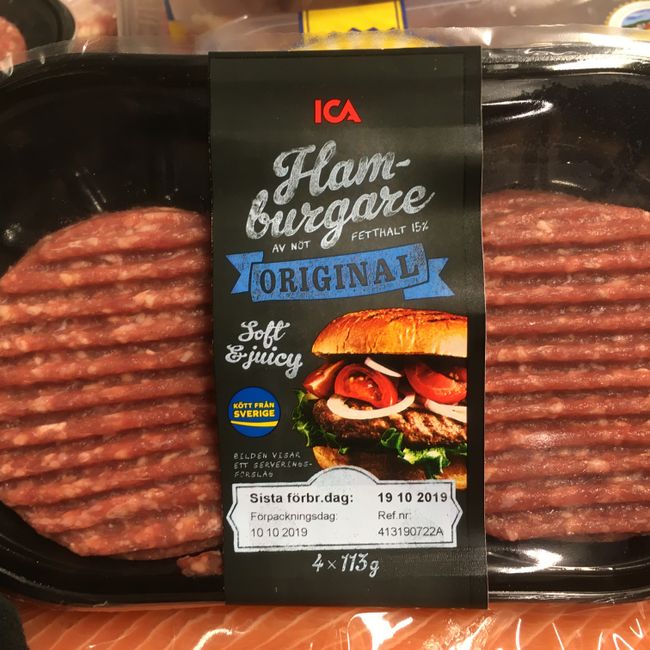 ICA
Ham-
burgare
AV NÖT FETTHALT 15%
ORIGINAL
Soft
& juicy
KÖTT FRÅN
SVERIGE
BILDEN VISAR
ETT SERVERINGS-
FÖRSLAG
Sista förbr.dag: 19 10 2019
Förpackningsdag: Ref.nr:
10 10 2019 413190722A
4 × 113g